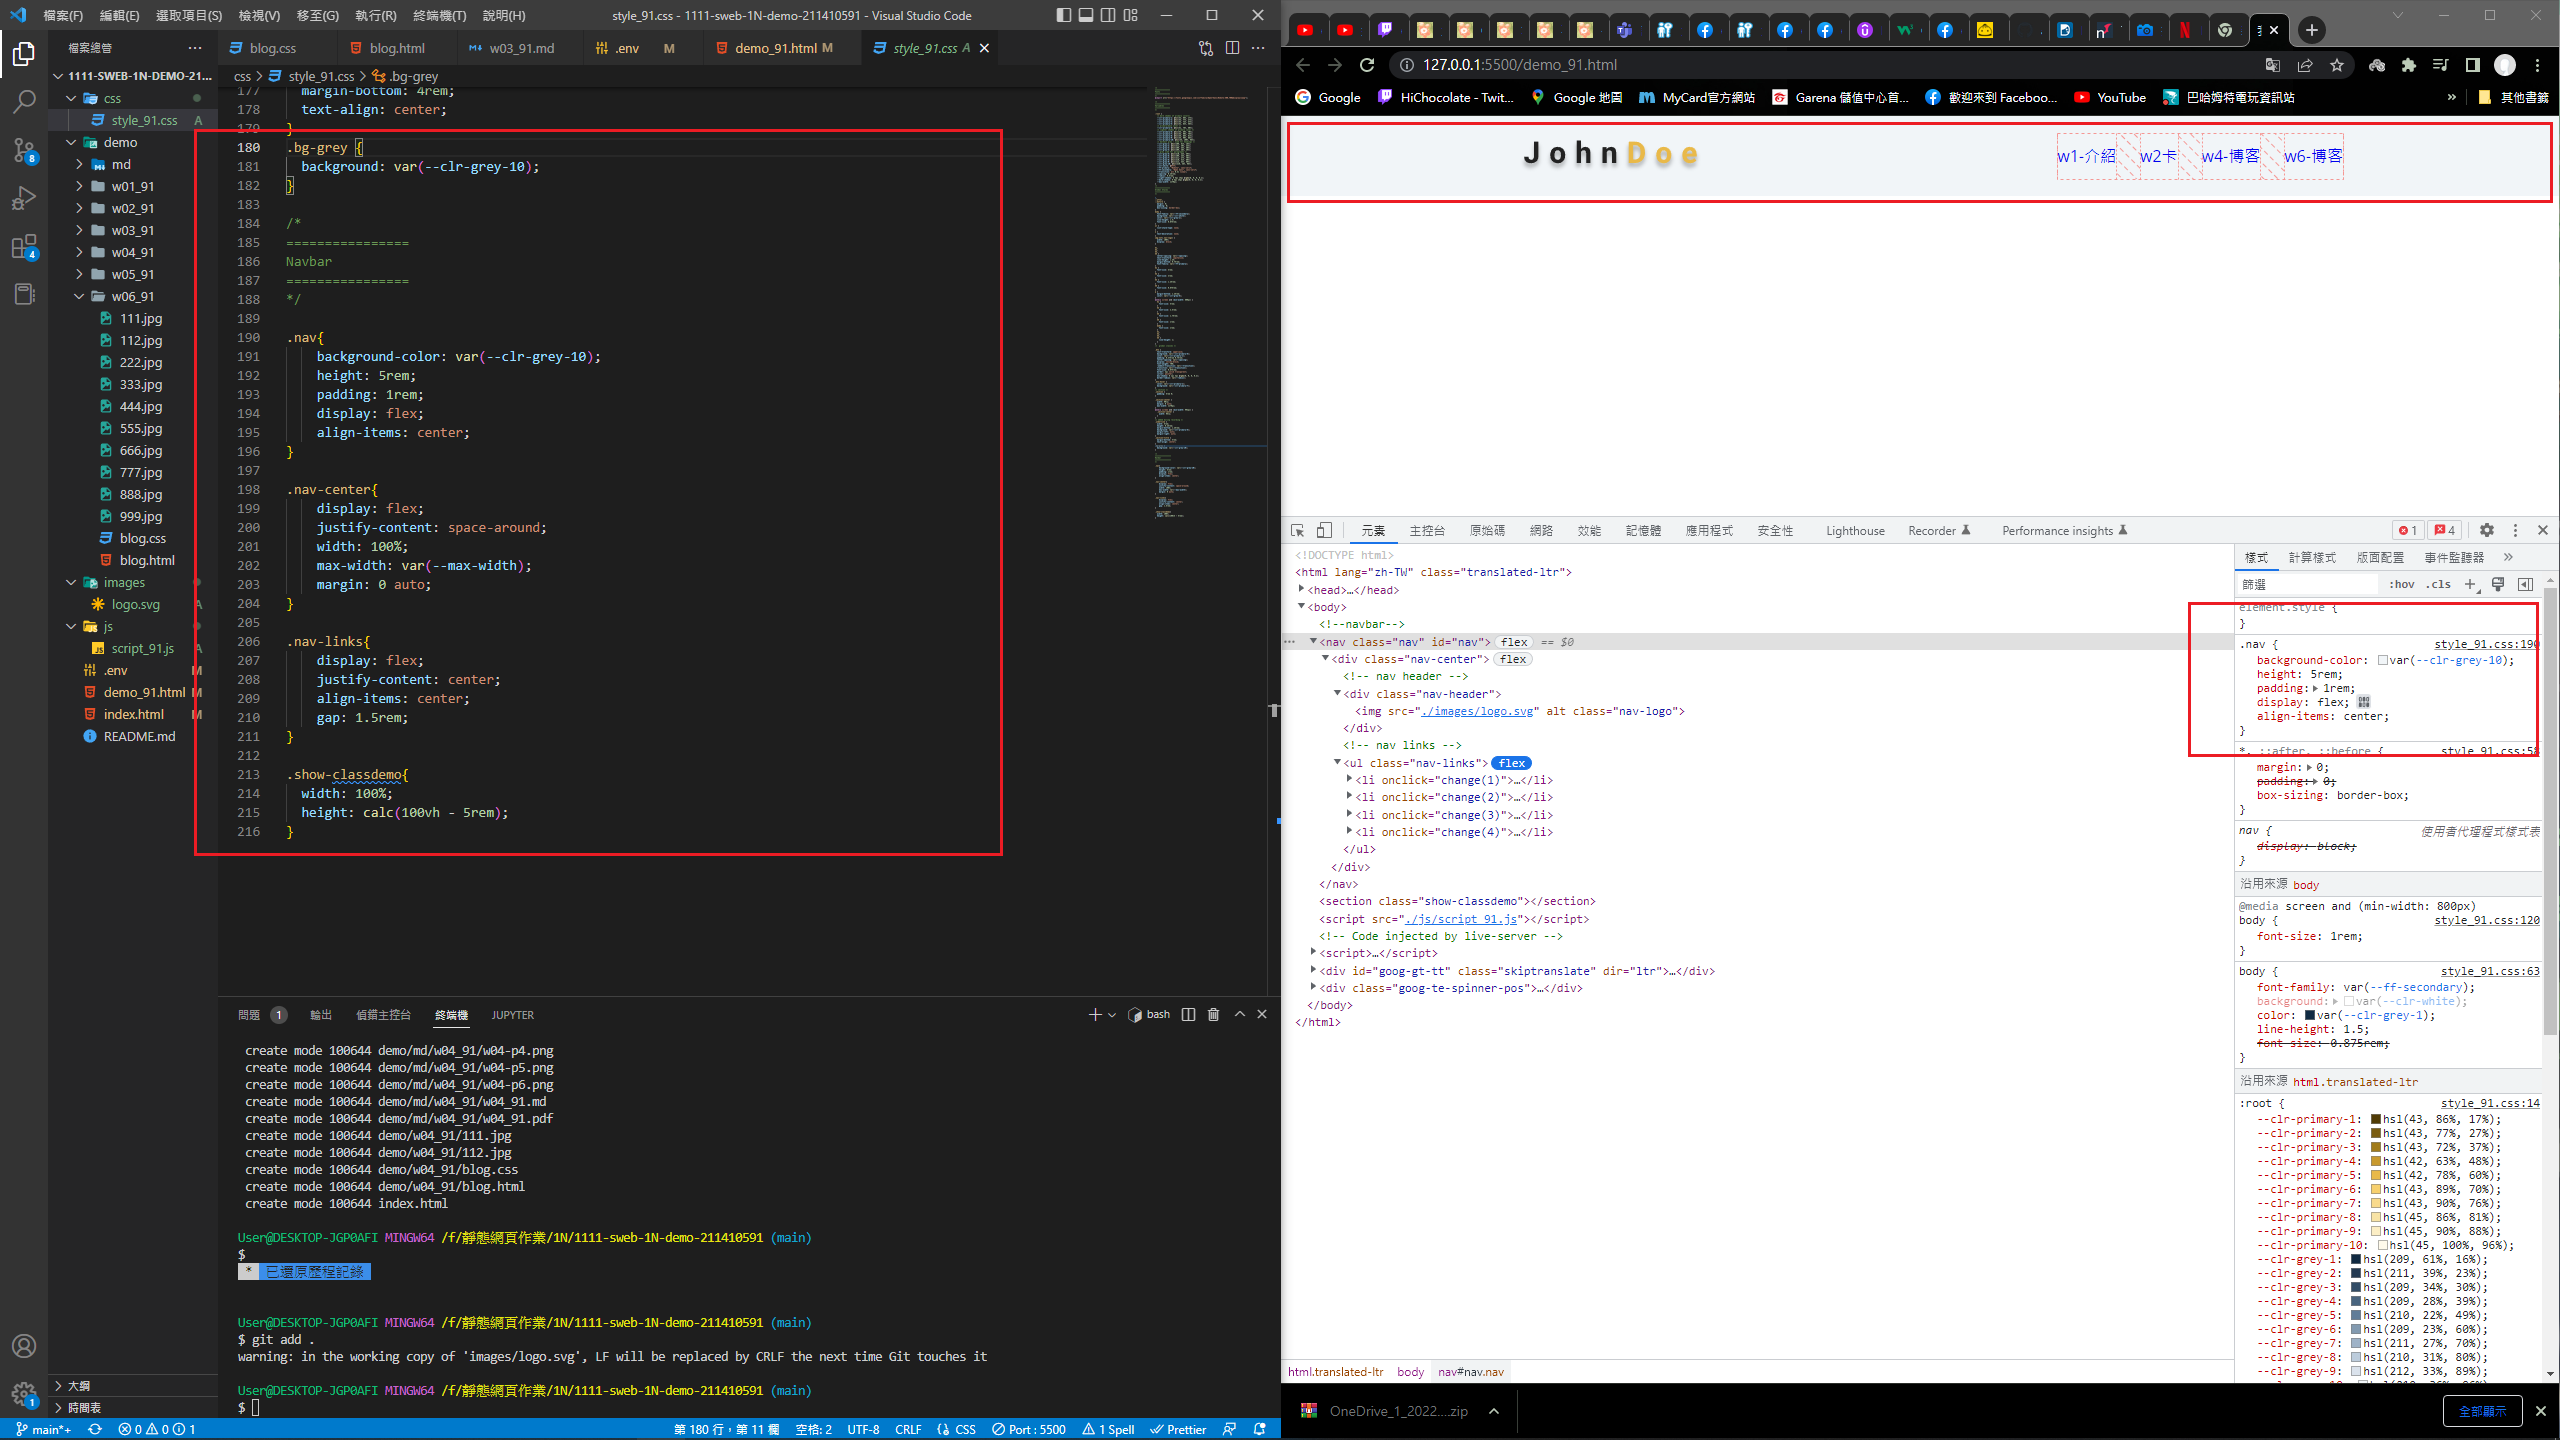 檔案(F) 編輯(E) 選取項目(S) 檢視(V) 移至(G) 執行(R) 終端機(T) 說明(H) style_91.css - 1111-sweb-1N-demo-211410591 - Visual Studio Code
檔案總管
blog.css blog.html w03_91.md .env M demo_91.html M style_91.css A
1111-SWEB-1N-DEMO-21...
css
style_91.css A
demo
md
w01_91
w02_91
w03_91
w04_91
w05_91
w06_91
111.jpg
112.jpg
222.jpg
333.jpg
444.jpg
555.jpg
666.jpg
777.jpg
888.jpg
999.jpg
blog.css
blog.html
images
logo.svg A
js
script_91.js A
.env M
demo_91.html M
index.html M
README.md
大綱
時間表
css > style_91.css > .bg-grey
177 margin-bottom: 4rem;
178 text-align: center;
179 }
180 .bg-grey {
181 background: var(--clr-grey-10);
182 }
183
184 /*
185 ================
186 Navbar
187 ================
188 */
189
190 .nav{
191 background-color: var(--clr-grey-10);
192 height: 5rem;
193 padding: 1rem;
194 display: flex;
195 align-items: center;
196 }
197
198 .nav-center{
199 display: flex;
200 justify-content: space-around;
201 width: 100%;
202 max-width: var(--max-width);
203 margin: 0 auto;
204 }
205
206 .nav-links{
207 display: flex;
208 justify-content: center;
209 align-items: center;
210 gap: 1.5rem;
211 }
212
213 .show-classdemo{
214 width: 100%;
215 height: calc(100vh - 5rem);
216 }
問題 1 輸出 偵錯主控台 終端機 JUPYTER bash
create mode 100644 demo/md/w04_91/w04-p4.png
create mode 100644 demo/md/w04_91/w04-p5.png
create mode 100644 demo/md/w04_91/w04-p6.png
create mode 100644 demo/md/w04_91/w04_91.md
create mode 100644 demo/md/w04_91/w04_91.pdf
create mode 100644 demo/w04_91/111.jpg
create mode 100644 demo/w04_91/112.jpg
create mode 100644 demo/w04_91/blog.css
create mode 100644 demo/w04_91/blog.html
create mode 100644 index.html
User@DESKTOP-JGP0AFI MINGW64 /f/靜態網頁作業/1N/1111-sweb-1N-demo-211410591 (main)
$
* 已還原歷程記錄
User@DESKTOP-JGP0AFI MINGW64 /f/靜態網頁作業/1N/1111-sweb-1N-demo-211410591 (main)
$ git add .
warning: in the working copy of 'images/logo.svg', LF will be replaced by CRLF the next time Git touches it
User@DESKTOP-JGP0AFI MINGW64 /f/靜態網頁作業/1N/1111-sweb-1N-demo-211410591 (main)
$
main*+ 0 0 1 第 180 行，第 11 欄 空格: 2 UTF-8 CRLF CSS Port : 5500 1 Spell Prettier
127.0.0.1:5500/demo_91.html
Google HiChocolate - Twit... Google 地圖 MyCard官方網站 Garena 儲值中心首... 歡迎來到 Faceboo... YouTube 巴哈姆特電玩資訊站 » 其他書籤
JohnDoe w1-介紹 w2卡 w4-博客 w6-博客
元素 主控台 原始碼 網路 效能 記憶體 應用程式 安全性 Lighthouse Recorder Performance insights 1 4
<!DOCTYPE html>
<html lang="zh-TW" class="translated-ltr">
<head>…</head>
<body>
<!--navbar-->
<nav class="nav" id="nav"> flex == $0
<div class="nav-center"> flex
<!-- nav header -->
<div class="nav-header">
<img src="./images/logo.svg" alt class="nav-logo">
</div>
<!-- nav links -->
<ul class="nav-links"> flex
<li onclick="change(1)">…</li>
<li onclick="change(2)">…</li>
<li onclick="change(3)">…</li>
<li onclick="change(4)">…</li>
</ul>
</div>
</nav>
<section class="show-classdemo"></section>
<script src="./js/script_91.js"></script>
<!-- Code injected by live-server -->
<script>…</script>
<div id="goog-gt-tt" class="skiptranslate" dir="ltr">…</div>
<div class="goog-te-spinner-pos">…</div>
</body>
</html>
html.translated-ltr body nav#nav.nav
樣式 計算樣式 版面配置 事件監聽器 »
篩選 :hov .cls
element.style {
}
.nav { style_91.css:190
background-color: var(--clr-grey-10);
height: 5rem;
padding: 1rem;
display: flex;
align-items: center;
}
*, ::after, ::before { style_91.css:58
margin: 0;
padding: 0;
box-sizing: border-box;
}
nav { 使用者代理程式樣式表
display: block;
}
沿用來源 body
@media screen and (min-width: 800px)
body { style_91.css:120
font-size: 1rem;
}
body { style_91.css:63
font-family: var(--ff-secondary);
background: var(--clr-white);
color: var(--clr-grey-1);
line-height: 1.5;
font-size: 0.875rem;
}
沿用來源 html.translated-ltr
:root { style_91.css:14
--clr-primary-1: hsl(43, 86%, 17%);
--clr-primary-2: hsl(43, 77%, 27%);
--clr-primary-3: hsl(43, 72%, 37%);
--clr-primary-4: hsl(42, 63%, 48%);
--clr-primary-5: hsl(42, 78%, 60%);
--clr-primary-6: hsl(43, 89%, 70%);
--clr-primary-7: hsl(43, 90%, 76%);
--clr-primary-8: hsl(45, 86%, 81%);
--clr-primary-9: hsl(45, 90%, 88%);
--clr-primary-10: hsl(45, 100%, 96%);
--clr-grey-1: hsl(209, 61%, 16%);
--clr-grey-2: hsl(211, 39%, 23%);
--clr-grey-3: hsl(209, 34%, 30%);
--clr-grey-4: hsl(209, 28%, 39%);
--clr-grey-5: hsl(210, 22%, 49%);
--clr-grey-6: hsl(209, 23%, 60%);
--clr-grey-7: hsl(211, 27%, 70%);
--clr-grey-8: hsl(210, 31%, 80%);
--clr-grey-9: hsl(212, 33%, 89%);
OneDrive_1_2022....zip 全部顯示